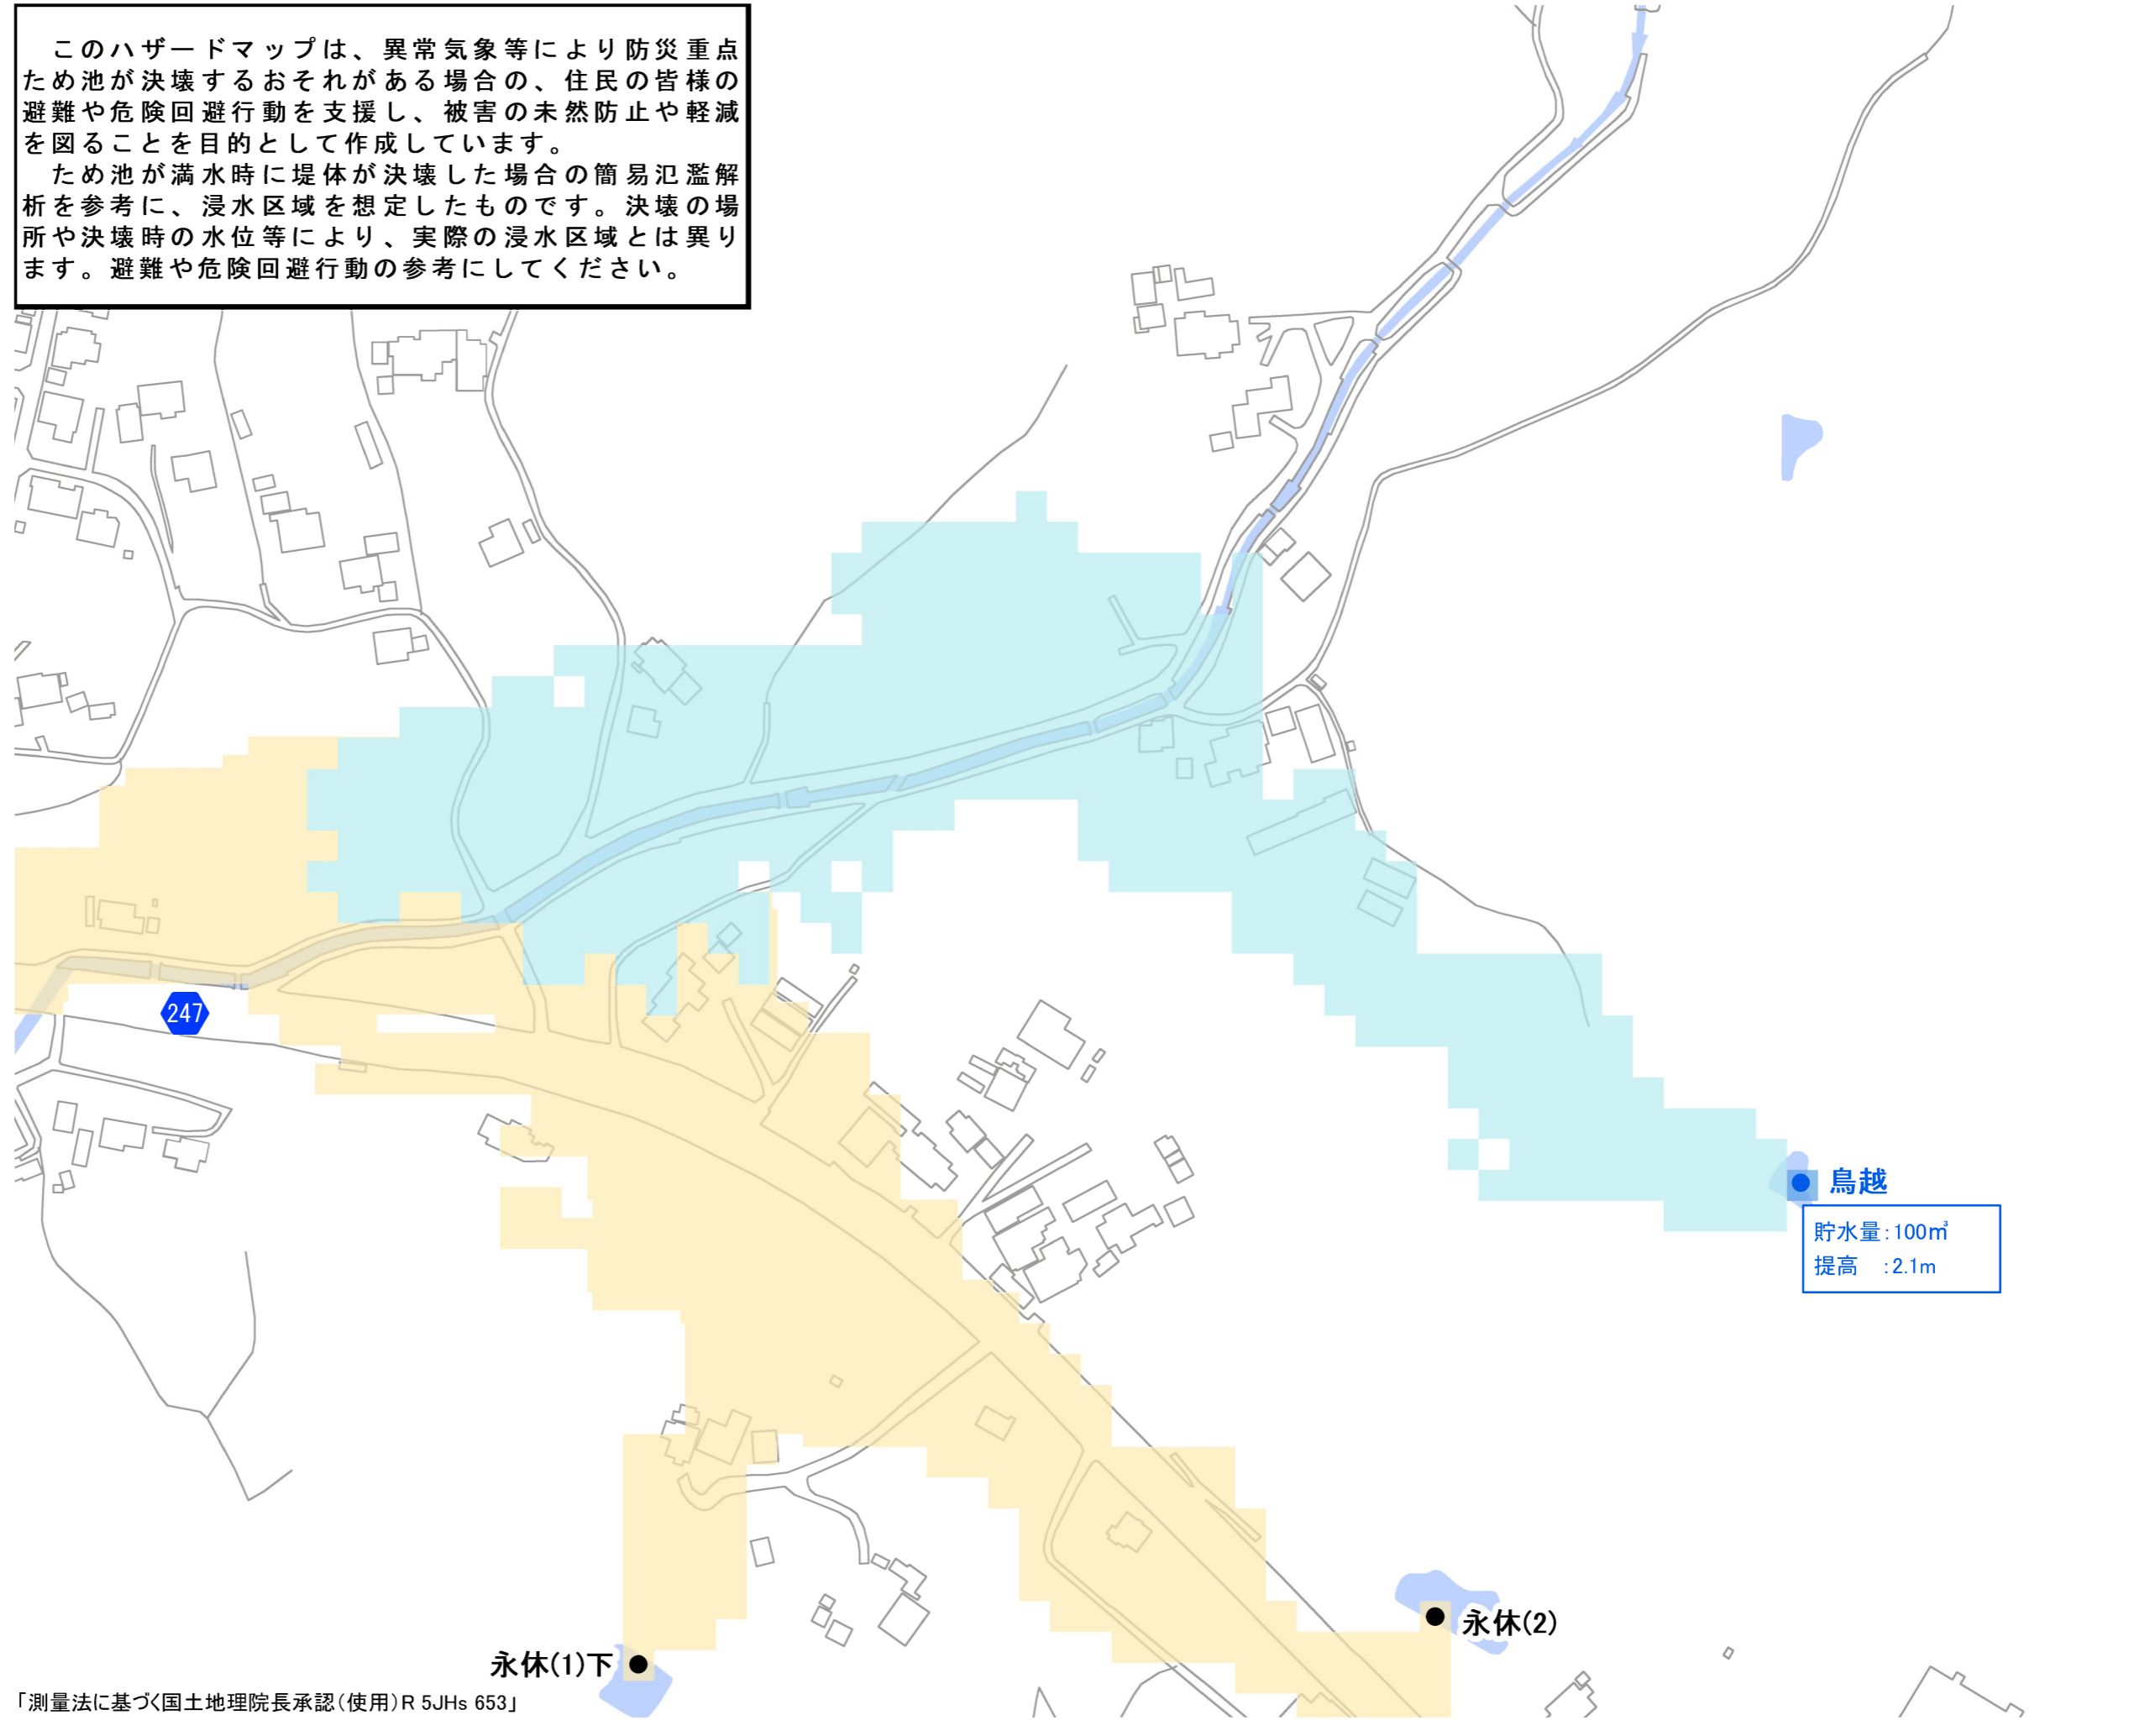 このハザードマップは、異常気象等により防災重点
ため池が決壊するおそれがある場合の、住民の皆様の
避難や危険回避行動を支援し、被害の未然防止や軽減
を図ることを目的として作成しています。
ため池が満水時に堤体が決壊した場合の簡易氾濫解
析を参考に、浸水区域を想定したものです。決壊の場
所や決壊時の水位等により、実際の浸水区域とは異り
ます。避難や危険回避行動の参考にしてください。
247
鳥越
貯水量:100㎥
提高 :2.1m
永休(2)
永休(1)下
「測量法に基づく国土地理院長承認(使用)R 5JHs 653」